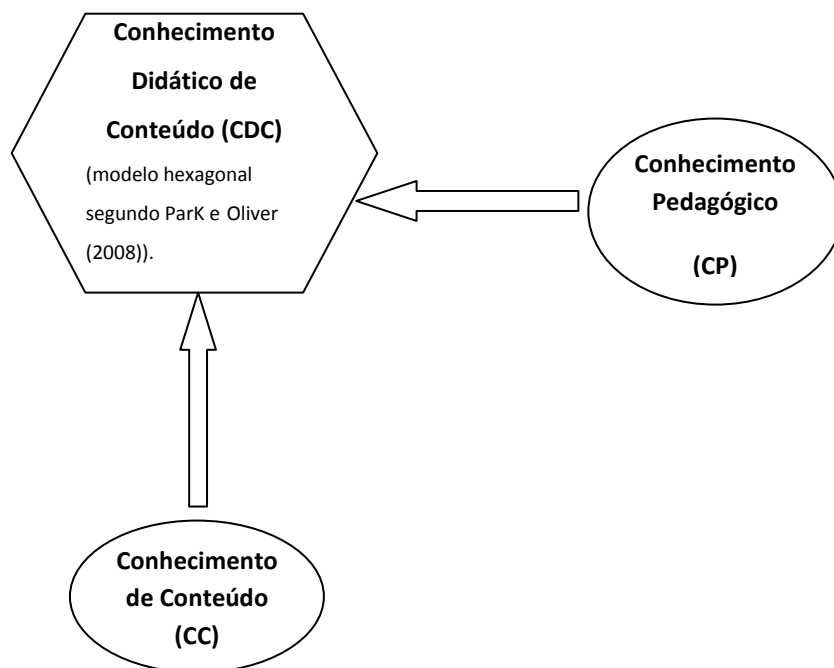 Conhecimento
Didático de
Conteúdo (CDC)
(modelo hexagonal
segundo ParK e Oliver
(2008)).
Conhecimento
Pedagógico
(CP)
Conhecimento
de Conteúdo
(CC)